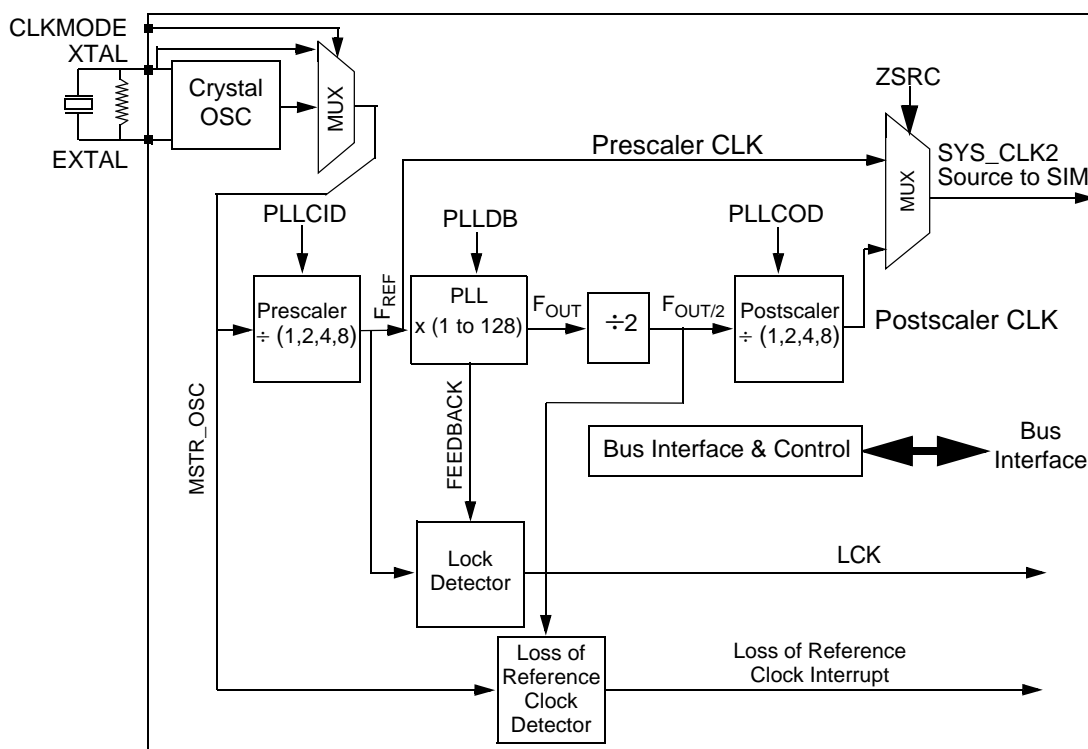 CLKMODE
XTAL
EXTAL
Crystal
OSC
MUX
ZSRC
Prescaler CLK
MUX
SYS_CLK2
Source to SIM
PLLCID
PLLDB
PLLCOD
Prescaler
÷ (1,2,4,8)
FREF
PLL
x (1 to 128)
FOUT
÷2
FOUT/2
Postscaler
÷ (1,2,4,8)
Postscaler CLK
MSTR_OSC
FEEDBACK
Bus Interface & Control
Bus
Interface
Lock
Detector
LCK
Loss of
Reference
Clock
Detector
Loss of Reference
Clock Interrupt